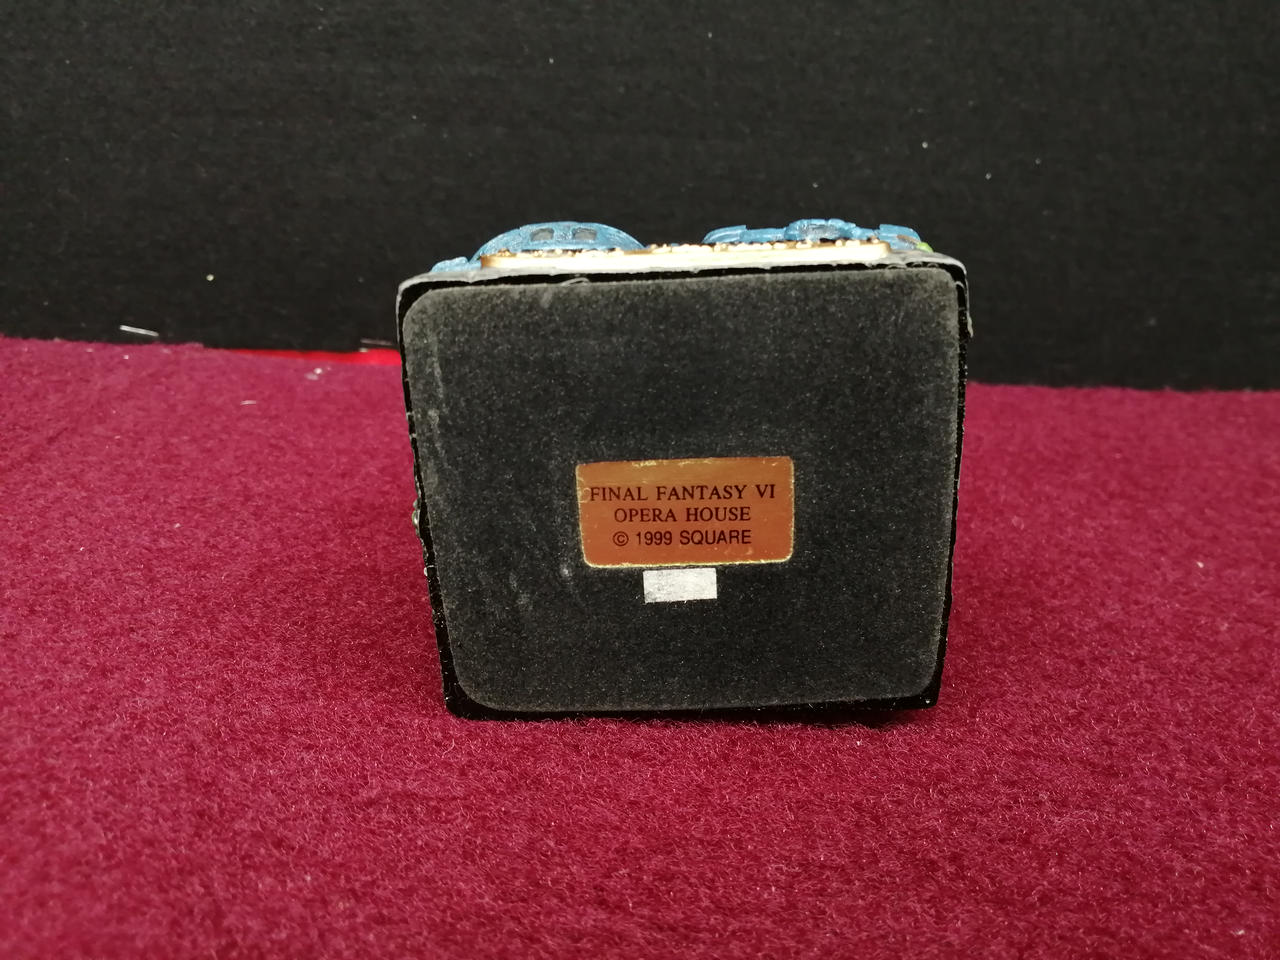 FINAL FANTASY VI
OPERA HOUSE
© 1999 SQUARE